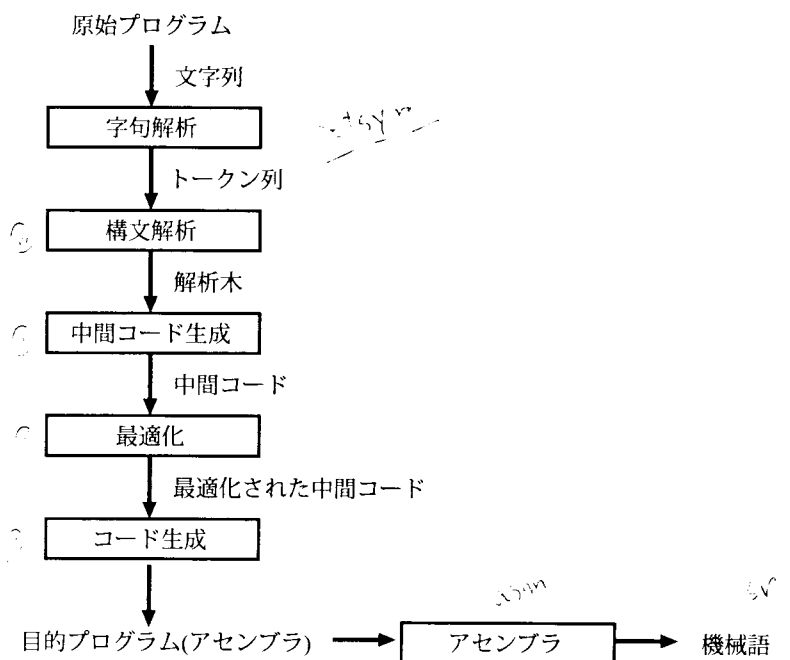 原始プログラム
文字列
字句解析
トークン列
構文解析
解析木
中間コード生成
中間コード
最適化
最適化された中間コード
コード生成
目的プログラム(アセンブラ)
アセンブラ
機械語